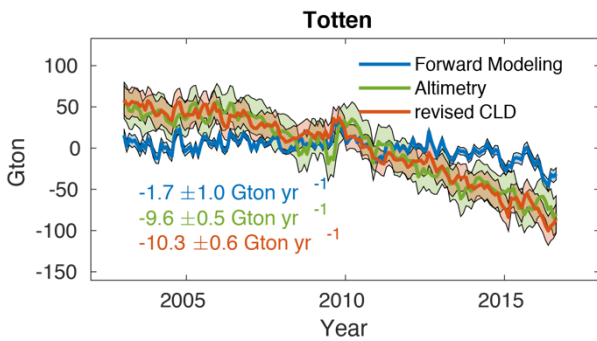 Totten
Gton
100
50
0
-50
-100
-150
Forward Modeling
Altimetry
revised CLD
-1.7 ±1.0 Gton yr -1
-9.6 ±0.5 Gton yr -1
-10.3 ±0.6 Gton yr -1
2005 2010 2015
Year